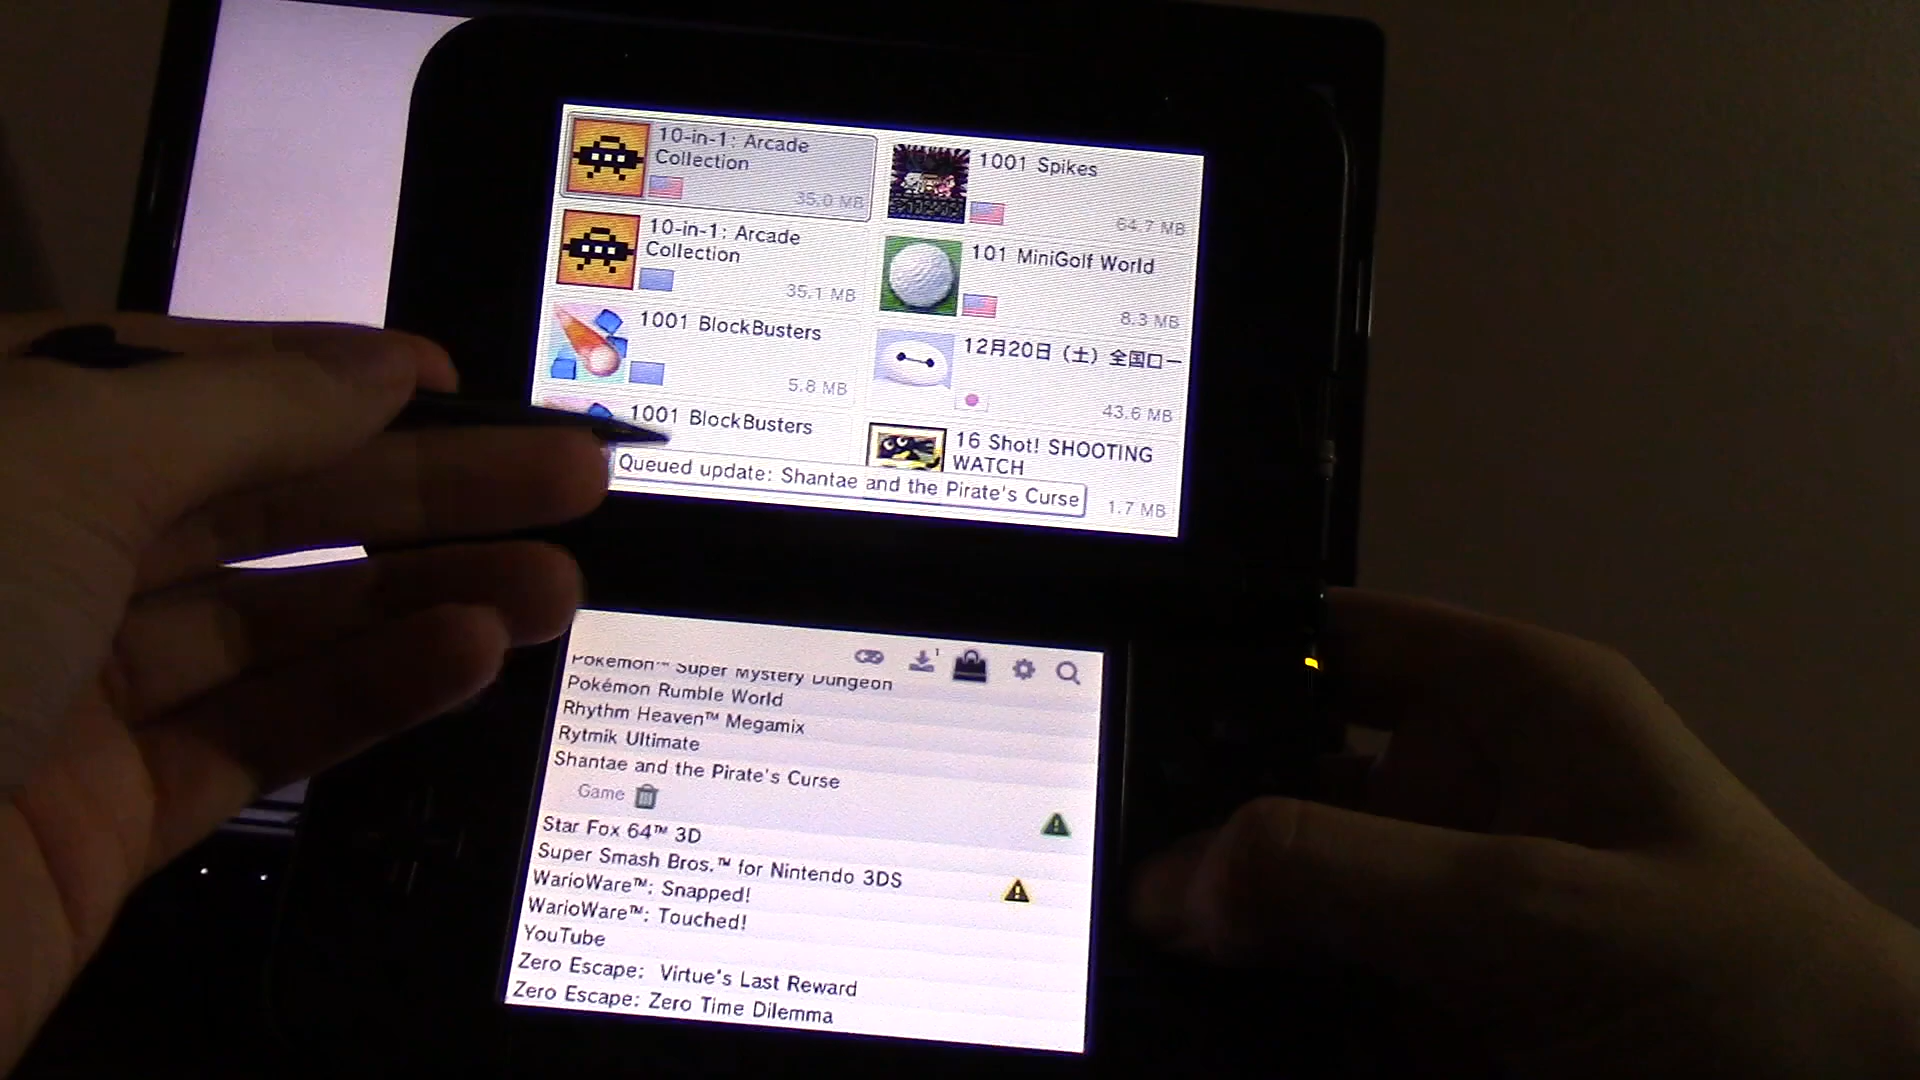 10-in-1: Arcade
Collection
35.0 MB
10-in-1: Arcade
Collection
35.1 MB
1001 BlockBusters
5.8 MB
1001 BlockBusters
1001 Spikes
64.7 MB
101 MiniGolf World
8.3 MB
12月20日（土）全国ロー
43.6 MB
16 Shot! SHOOTING
WATCH
1.7 MB
Queued update: Shantae and the Pirate's Curse
1
Pokémon™ Super Mystery Dungeon
Pokémon Rumble World
Rhythm Heaven™ Megamix
Rytmik Ultimate
Shantae and the Pirate's Curse
Game
Star Fox 64™ 3D
Super Smash Bros.™ for Nintendo 3DS
WarioWare™: Snapped!
WarioWare™: Touched!
YouTube
Zero Escape: Virtue's Last Reward
Zero Escape: Zero Time Dilemma